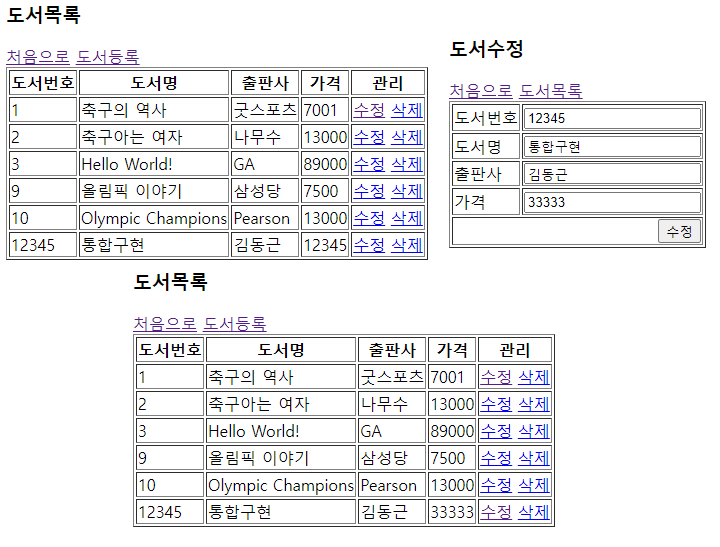 도서목록
처음으로 도서등록
도서번호 도서명 출판사 가격 관리
1 축구의 역사 굿스포츠 7001 수정 삭제
2 축구아는 여자 나무수 13000 수정 삭제
3 Hello World! GA 89000 수정 삭제
9 올림픽 이야기 삼성당 7500 수정 삭제
10 Olympic Champions Pearson 13000 수정 삭제
12345 통합구현 김동근 12345 수정 삭제
도서수정
처음으로 도서목록
도서번호 12345
도서명 통합구현
출판사 김동근
가격 33333
수정
도서목록
처음으로 도서등록
도서번호 도서명 출판사 가격 관리
1 축구의 역사 굿스포츠 7001 수정 삭제
2 축구아는 여자 나무수 13000 수정 삭제
3 Hello World! GA 89000 수정 삭제
9 올림픽 이야기 삼성당 7500 수정 삭제
10 Olympic Champions Pearson 13000 수정 삭제
12345 통합구현 김동근 33333 수정 삭제